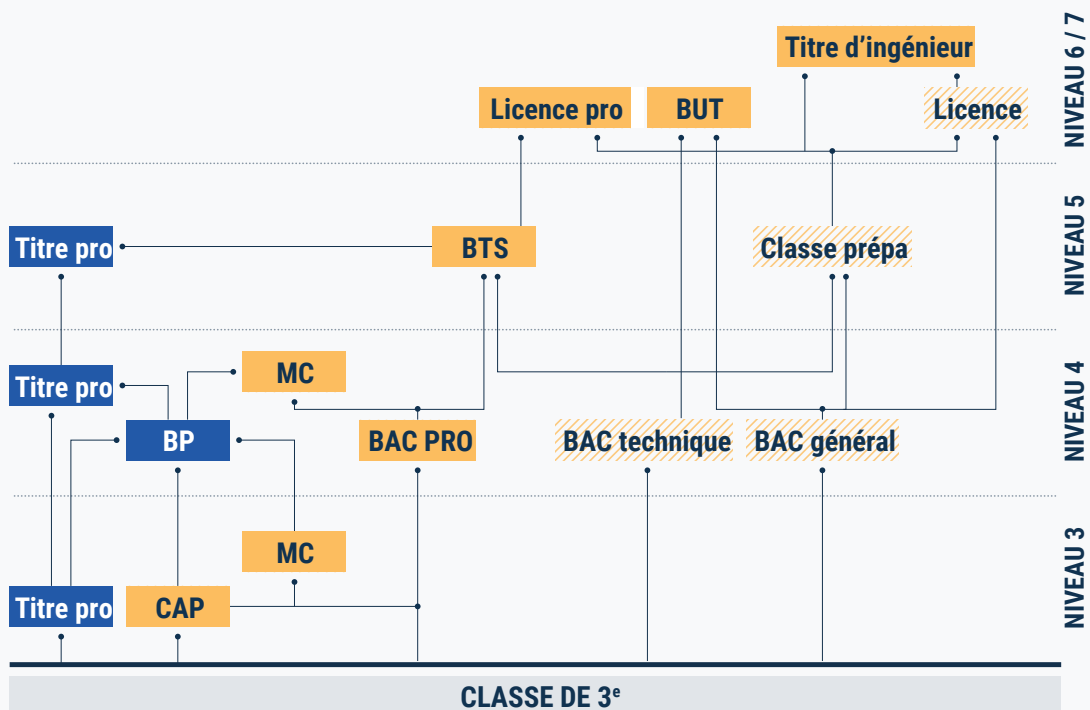 Titre d’ingénieur
Licence pro
BUT
Licence
NIVEAU 6 / 7
Titre pro
BTS
Classe prépa
NIVEAU 5
Titre pro
MC
BP
BAC PRO
BAC technique
BAC général
NIVEAU 4
MC
Titre pro
CAP
NIVEAU 3
CLASSE DE 3ᵉ